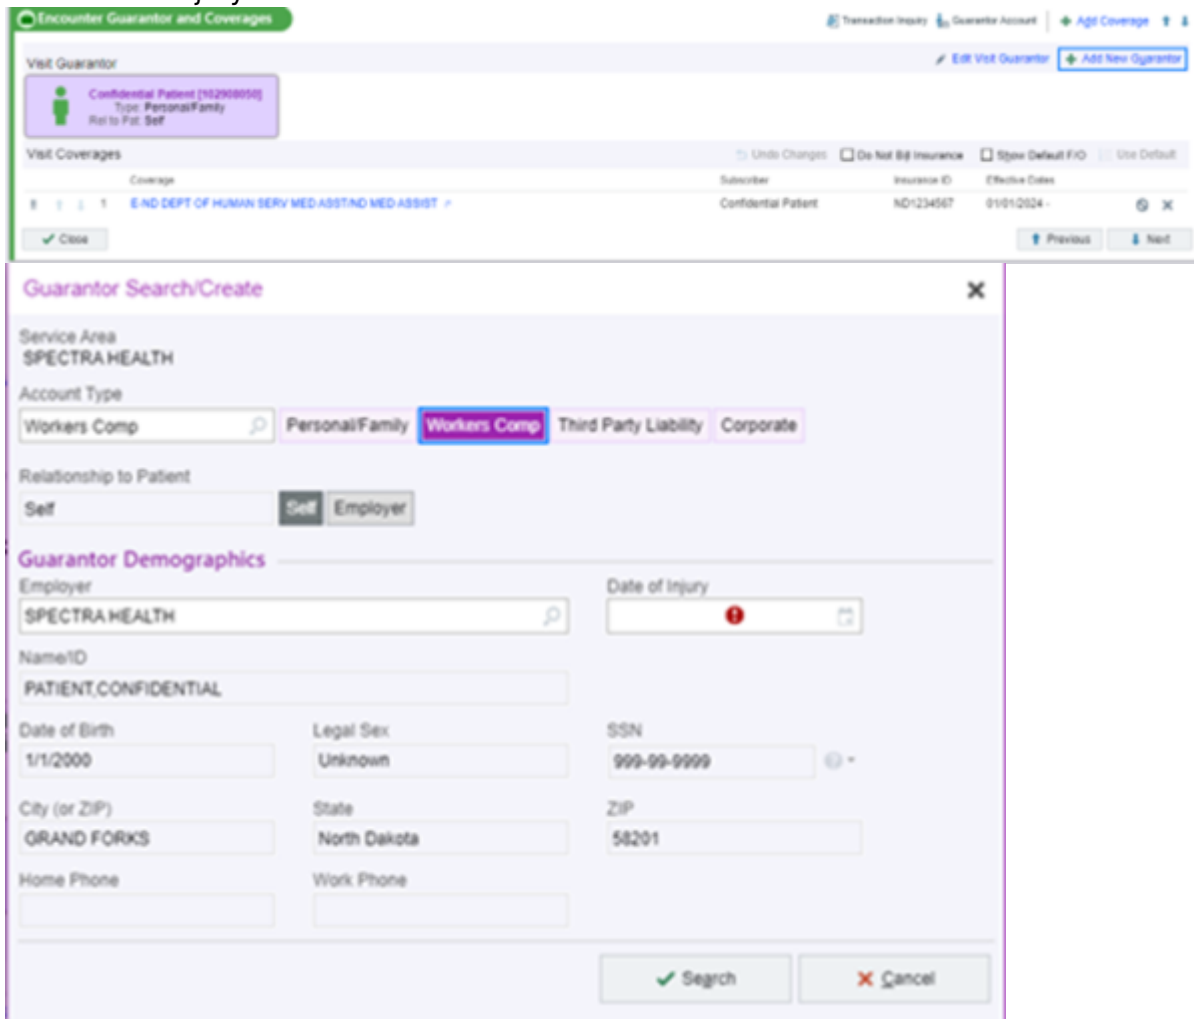 Encounter Guarantor and Coverages Transaction Inquiry Guarantor Account Add Coverage
Visit Guarantor Edit Visit Guarantor Add New Guarantor
Confidential Patient [102908050]
Type: Personal/Family
Rel to Pat: Self
Visit Coverages Undo Changes Do Not Bill Insurance Show Default F/O Use Default
Coverage Subscriber Insurance ID Effective Dates
1 E-ND DEPT OF HUMAN SERV MED ASST/ND MED ASSIST Confidential Patient ND1234567 01/01/2024 -
Close Previous Next
Guarantor Search/Create
Service Area
SPECTRA HEALTH
Account Type
Workers Comp Personal/Family Workers Comp Third Party Liability Corporate
Relationship to Patient
Self Self Employer
Guarantor Demographics
Employer Date of Injury
SPECTRA HEALTH
Name/ID
PATIENT,CONFIDENTIAL
Date of Birth Legal Sex SSN
1/1/2000 Unknown 999-99-9999
City (or ZIP) State ZIP
GRAND FORKS North Dakota 58201
Home Phone Work Phone
Search Cancel